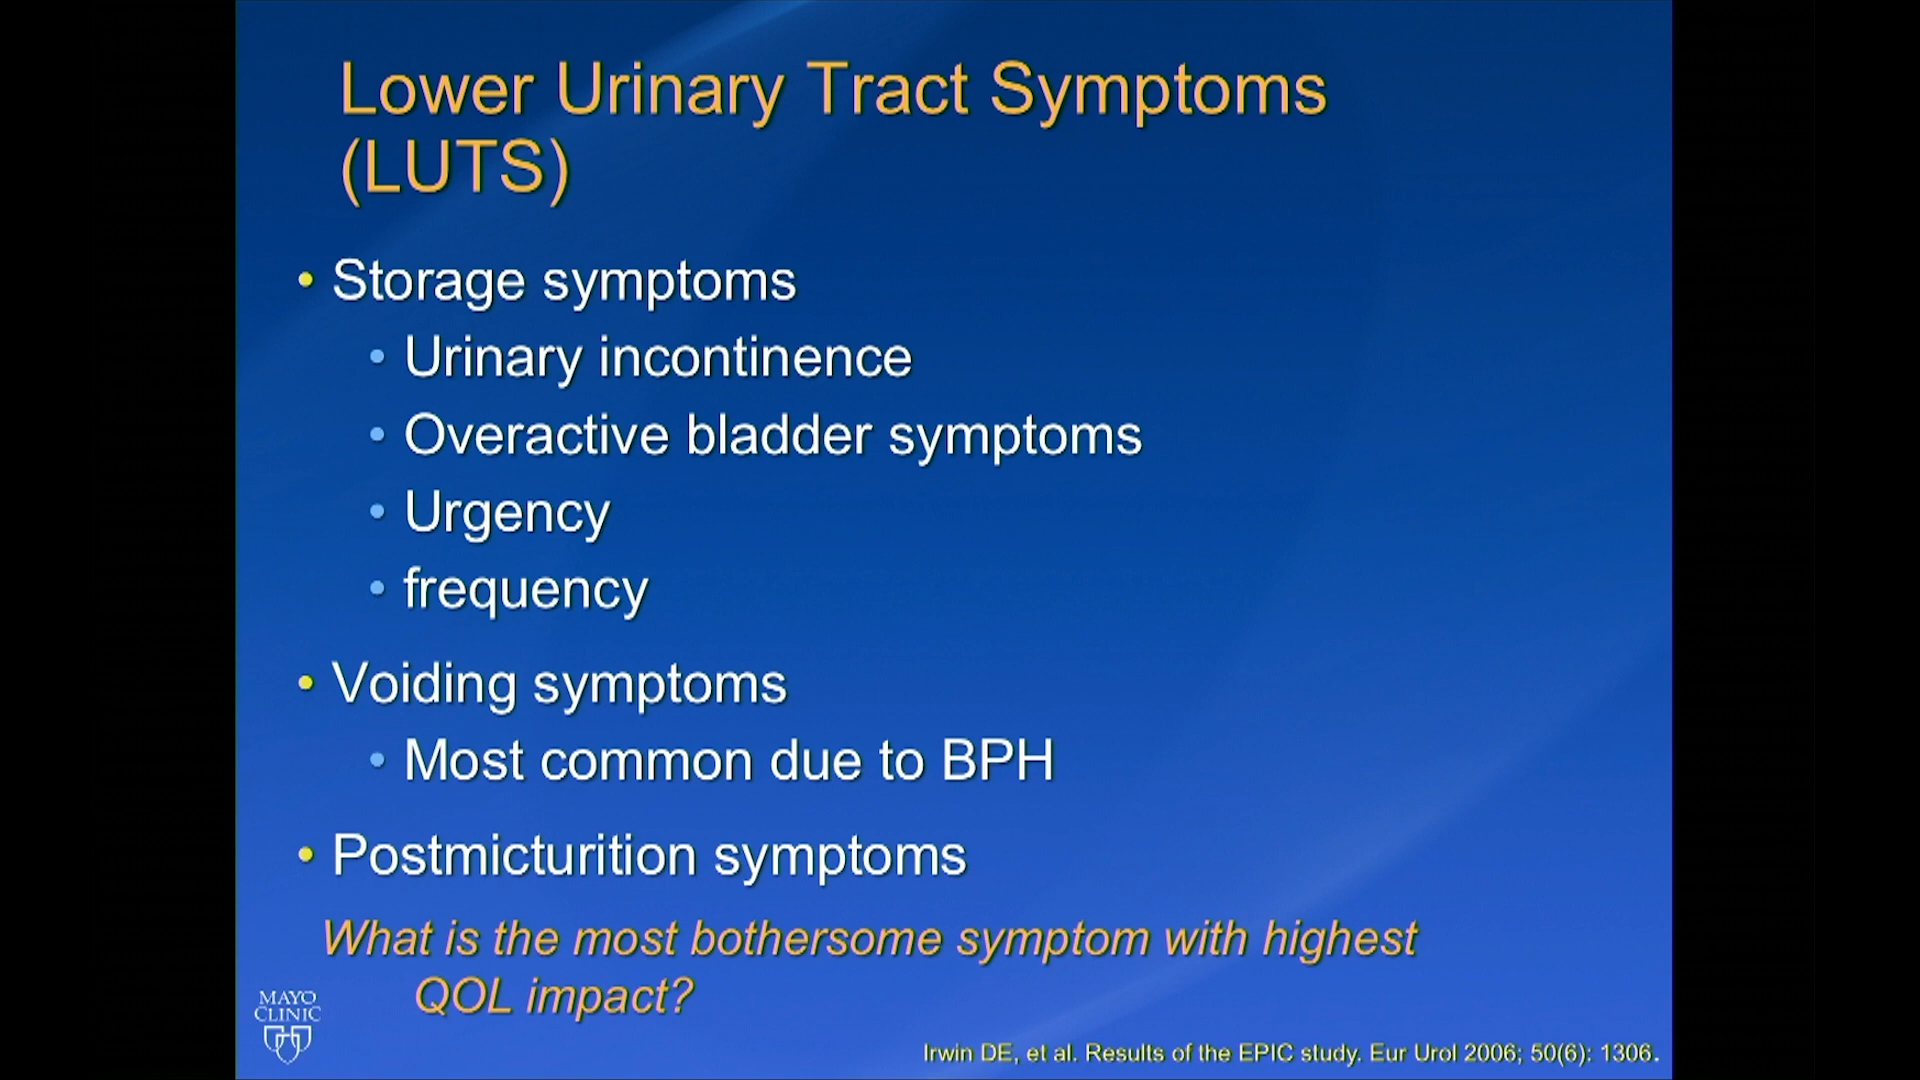 Lower Urinary Tract Symptoms
(LUTS)
• Storage symptoms
• Urinary incontinence
• Overactive bladder symptoms
• Urgency
• frequency
• Voiding symptoms
• Most common due to BPH
• Postmicturition symptoms
What is the most bothersome symptom with highest
QOL impact?
MAYO
CLINIC
Irwin DE, et al. Results of the EPIC study. Eur Urol 2006; 50(6): 1306.